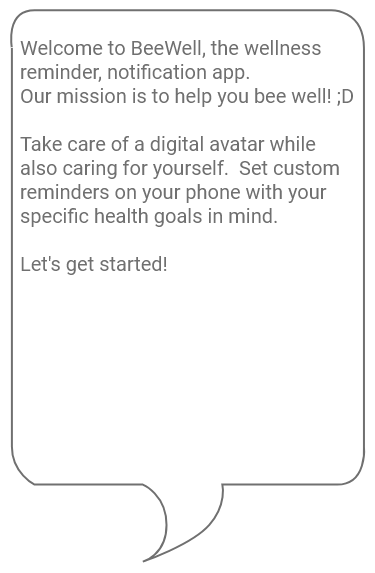 Welcome to BeeWell, the wellness
reminder, notification app.
Our mission is to help you bee well! ;D
Take care of a digital avatar while
also caring for yourself.  Set custom
reminders on your phone with your
specific health goals in mind.
Let's get started!